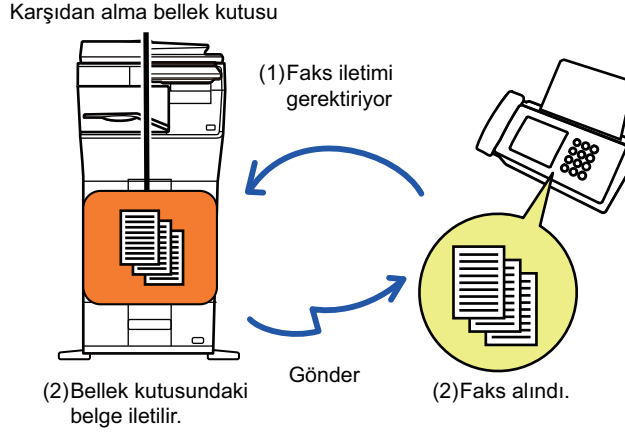 Karşıdan alma bellek kutusu
(1)Faks iletimi
gerektiriyor
Gönder
(2)Bellek kutusundaki
belge iletilir.
(2)Faks alındı.